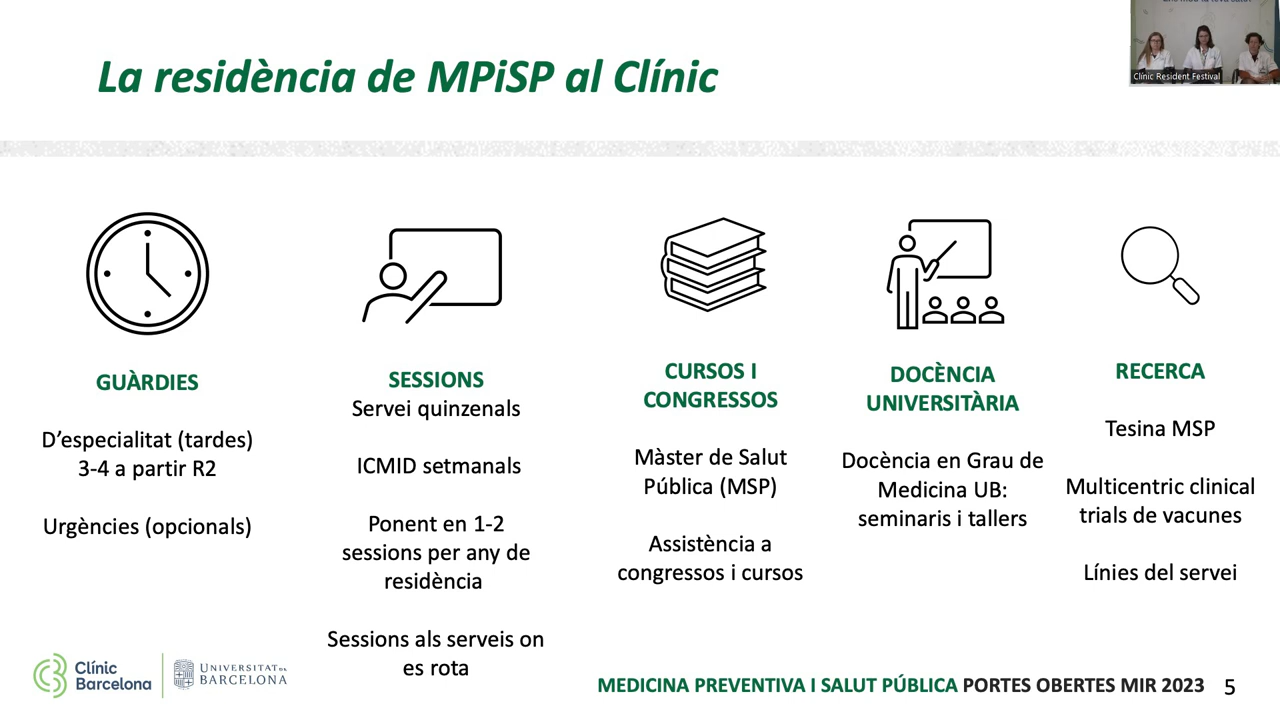 La residència de MPiSP al Clínic
Clínic Resident Festival
GUÀRDIES
D'especialitat (tardes)
3-4 a partir R2
Urgències (opcionals)
SESSIONS
Servei quinzenals
ICMID setmanals
Ponent en 1-2
sessions per any de
residència
Sessions als serveis on
es rota
CURSOS I
CONGRESSOS
Màster de Salut
Pública (MSP)
Assistència a
congressos i cursos
DOCÈNCIA
UNIVERSITÀRIA
Docència en Grau de
Medicina UB:
seminaris i tallers
RECERCA
Tesina MSP
Multicentric clinical
trials de vacunes
Línies del servei
Clínic
Barcelona
UNIVERSITAT DE
BARCELONA
MEDICINA PREVENTIVA I SALUT PÚBLICA PORTES OBERTES MIR 2023 5